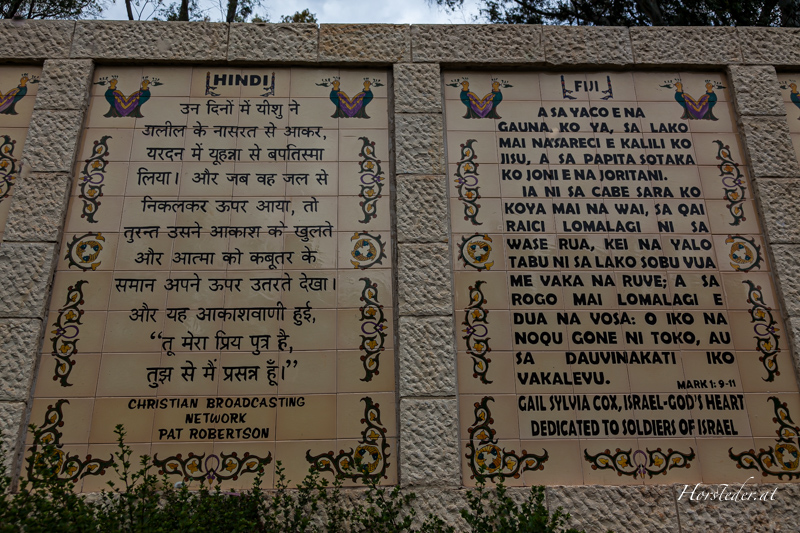 HINDI
उन दिनों में यीशु ने
गलील के नासरत से आकर,
यरदन में यूहन्ना से बपतिस्मा
लिया। और जब वह जल से
निकलकर ऊपर आया, तो
तुरन्त उसने आकाश को खुलते
और आत्मा को कबूतर के
समान अपने ऊपर उतरते देखा।
और यह आकाशवाणी हुई,
“तू मेरा प्रिय पुत्र है,
तुझ से मैं प्रसन्न हूँ।”
CHRISTIAN BROADCASTING
NETWORK
PAT ROBERTSON
FIJI
A SA YACO E NA
GAUNA KO YA, SA LAKO
MAI NASSARECI E KALILI KO
JISU, A SA PAPITA SOTAKA
KO JONI E NA JORITANI.
IA NI SA CABE SARA KO
KOYA MAI NA WAI, SA QAI
RAICI LOMALAGI NI SA
WASE RUA, KEI NA YALO
TABU NI SA LAKO SOBU VUA
ME VAKA NA RUVE; A SA
ROGO MAI LOMALAGI E
DUA NA VOSA: O IKO NA
NOQU GONE NI TOKO, AU
SA DAUVINAKATI IKO
VAKALEVU.
MARK 1: 9-11
GAIL SYLVIA COX, ISRAEL-GOD'S HEART
DEDICATED TO SOLDIERS OF ISRAEL
Horsteder.at